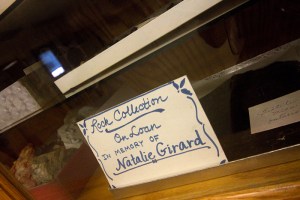 Rock Collection
On Loan
IN MEMORY OF
Natalie Girard